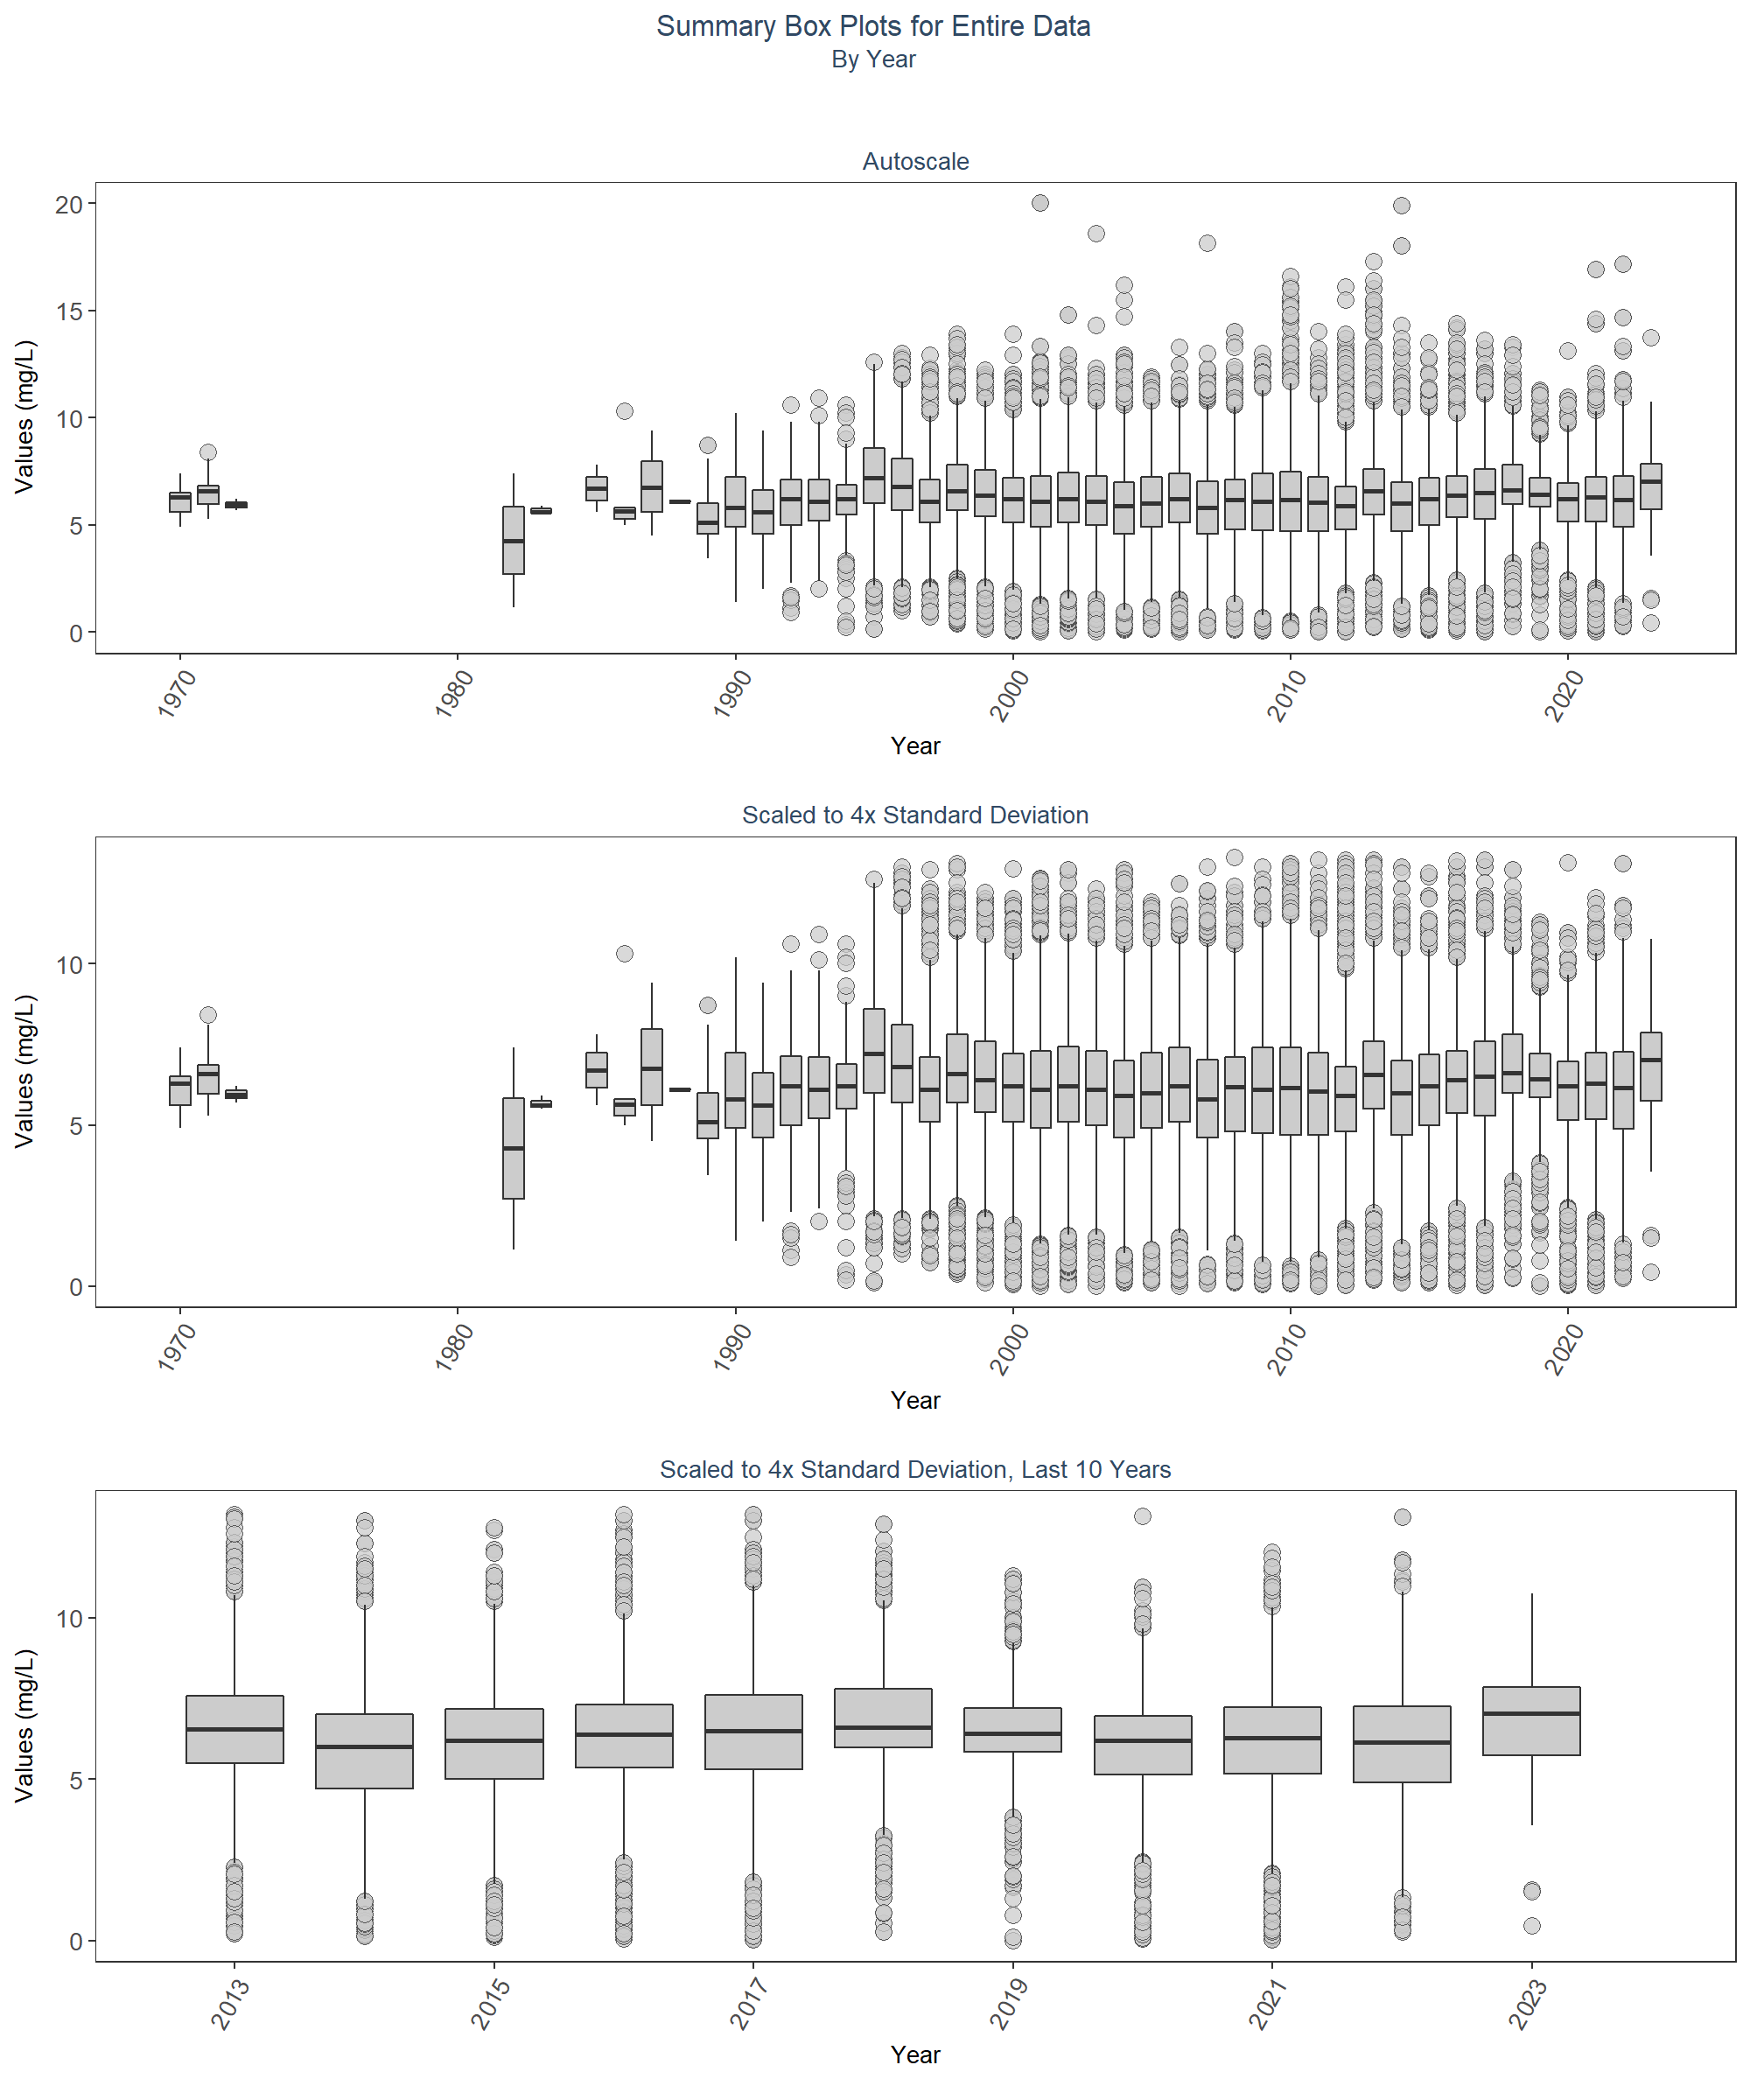 Summary Box Plots for Entire Data
By Year
Autoscale
Values (mg/L)
20
15
10
5
0
1970
1980
1990
2000
2010
2020
Year
Scaled to 4x Standard Deviation
Values (mg/L)
10
5
0
1970
1980
1990
2000
2010
2020
Year
Scaled to 4x Standard Deviation, Last 10 Years
Values (mg/L)
10
5
0
2013
2015
2017
2019
2021
2023
Year